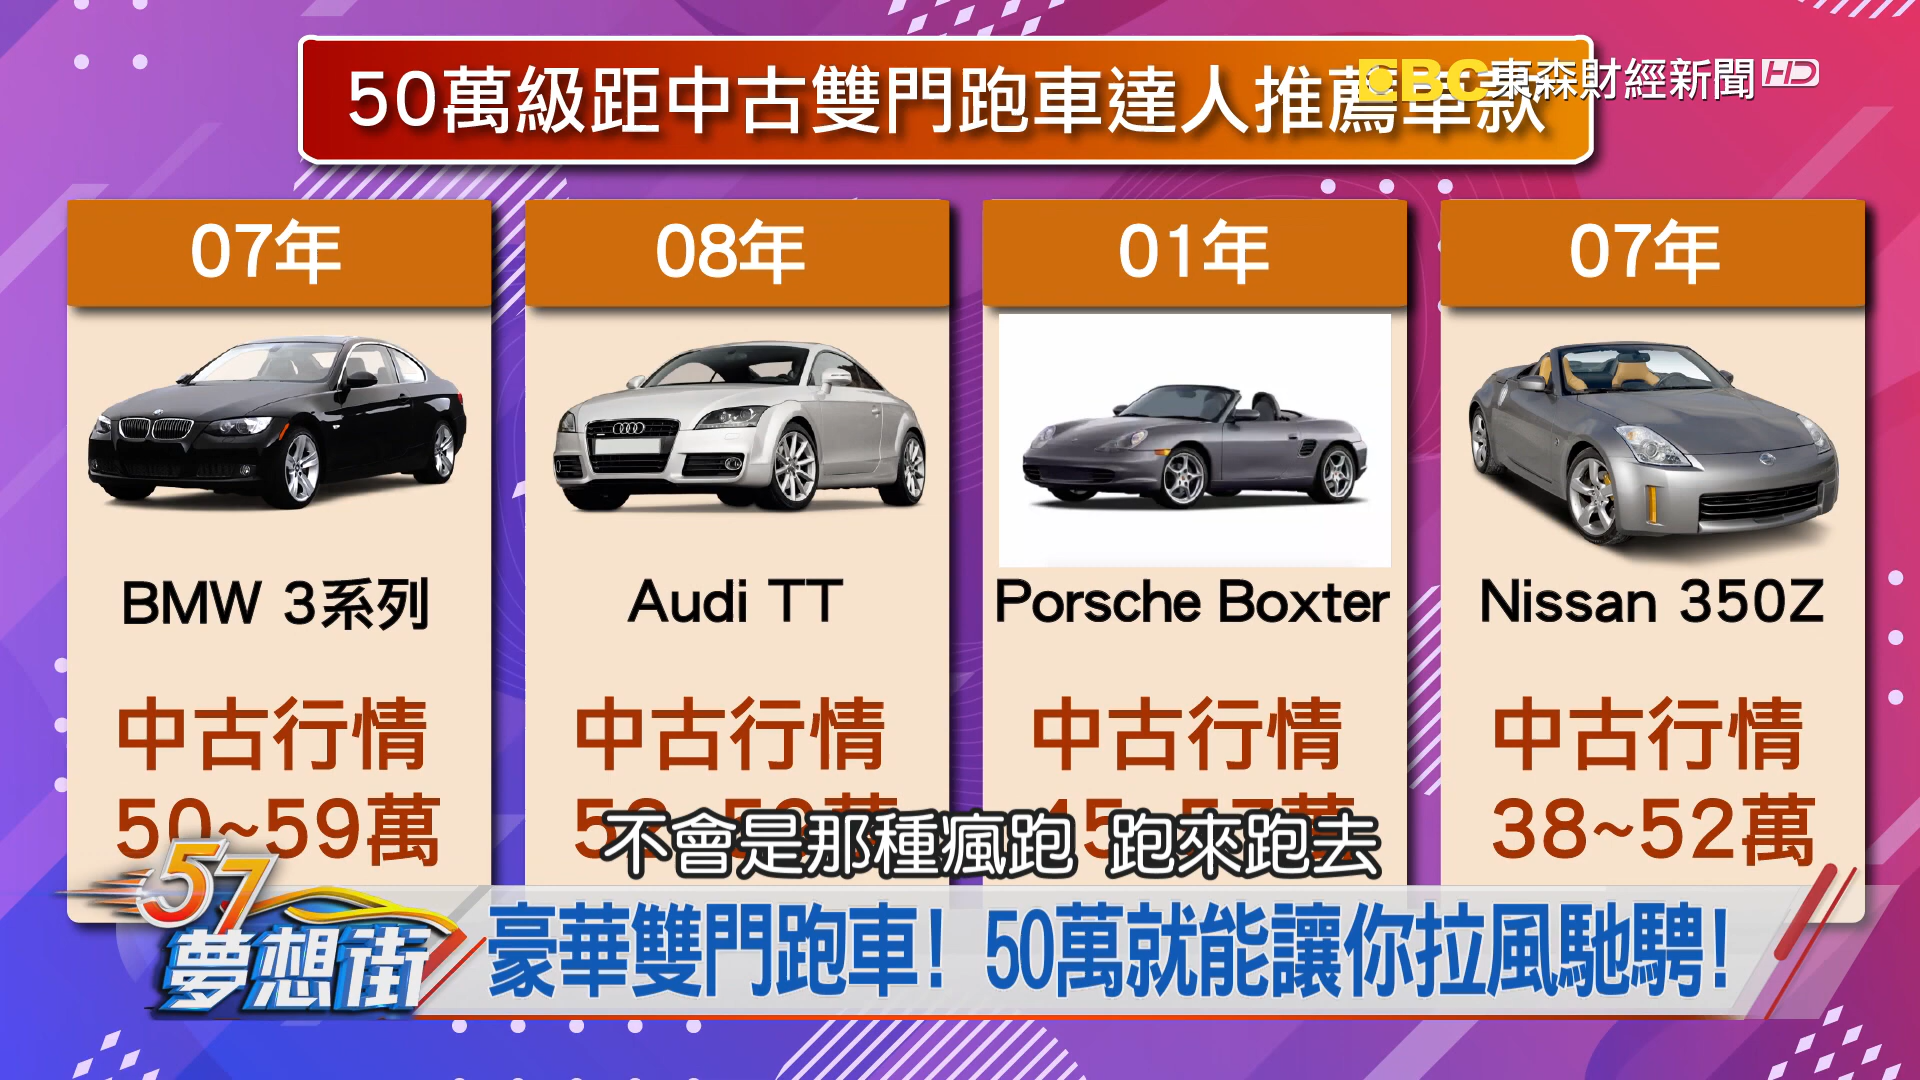 50萬級距中古雙門跑車達人推薦車款
EBC東森財經新聞HD
07年
08年
01年
07年
BMW 3系列
Audi TT
Porsche Boxter
Nissan 350Z
中古行情
中古行情
中古行情
中古行情
50~59萬
38~52萬
不會是那種瘋跑 跑來跑去
57夢想街
豪華雙門跑車! 50萬就能讓你拉風馳騁!